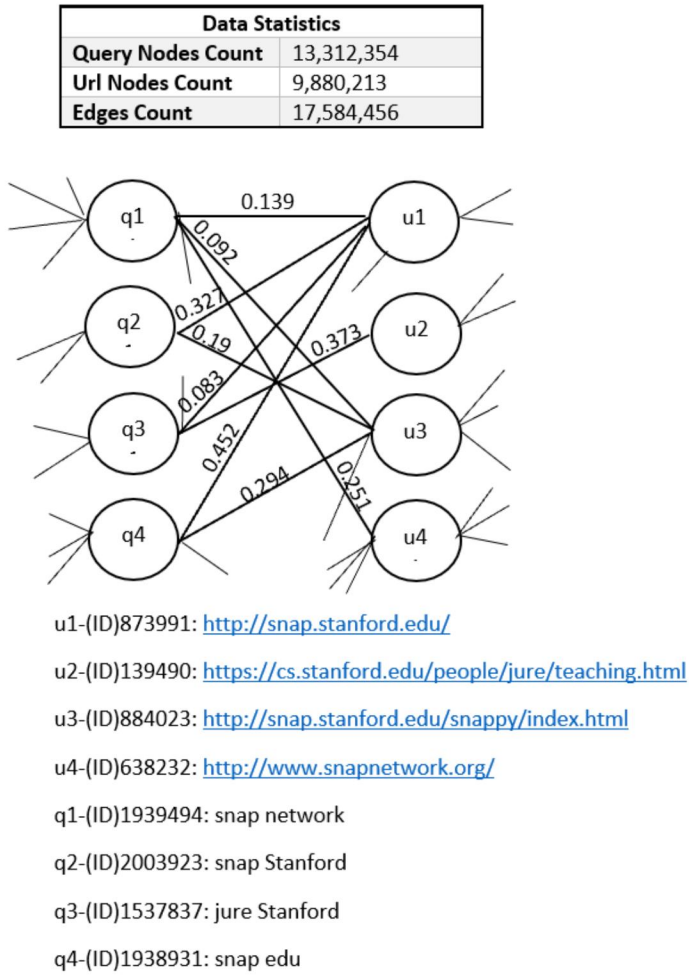 Data Statistics
Query Nodes Count 13,312,354
Url Nodes Count 9,880,213
Edges Count 17,584,456
q1 0.139 u1
0.092
q2 0.327 u2
0.19 0.373
q3 0.083 u3
0.452
q4 0.294 0.251 u4
u1-(ID)873991: http://snap.stanford.edu/
u2-(ID)139490: https://cs.stanford.edu/people/jure/teaching.html
u3-(ID)884023: http://snap.stanford.edu/snappy/index.html
u4-(ID)638232: http://www.snapnetwork.org/
q1-(ID)1939494: snap network
q2-(ID)2003923: snap Stanford
q3-(ID)1537837: jure Stanford
q4-(ID)1938931: snap edu